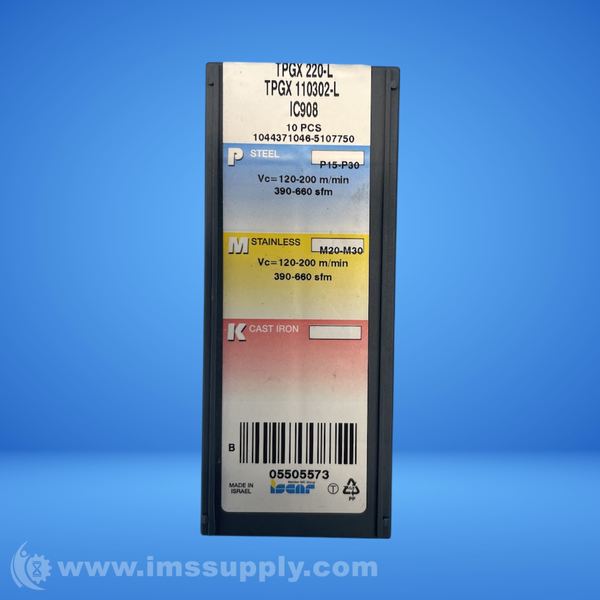 TPGX 220-L
TPGX 110302-L
IC908
10 PCS
1044371046-5107750
P STEEL
P15-P30
Vc=120-200 m/min
390-660 sfm
M STAINLESS
M20-M30
Vc=120-200 m/min
390-660 sfm
K CAST IRON
B
05505573
MADE IN
ISRAEL
iscar
T
PP
www.imssupply.com